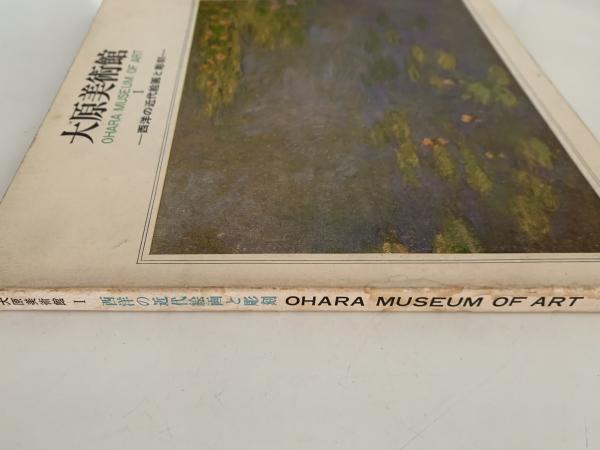 大原美術館
OHARA MUSEUM OF ART
I
—西洋の近代絵画と彫刻—
大原美術館 I 西洋の近代絵画と彫刻 OHARA MUSEUM OF ART